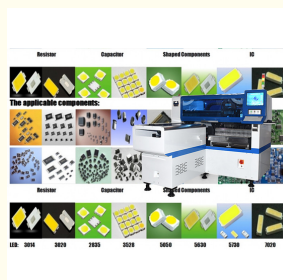 Resistor Capacitor Shaped Components IC
The applicable components:
Resistor Capacitor Shaped Components IC
LED: 3014 3020 2835 3528 5050 5630 5730 7020